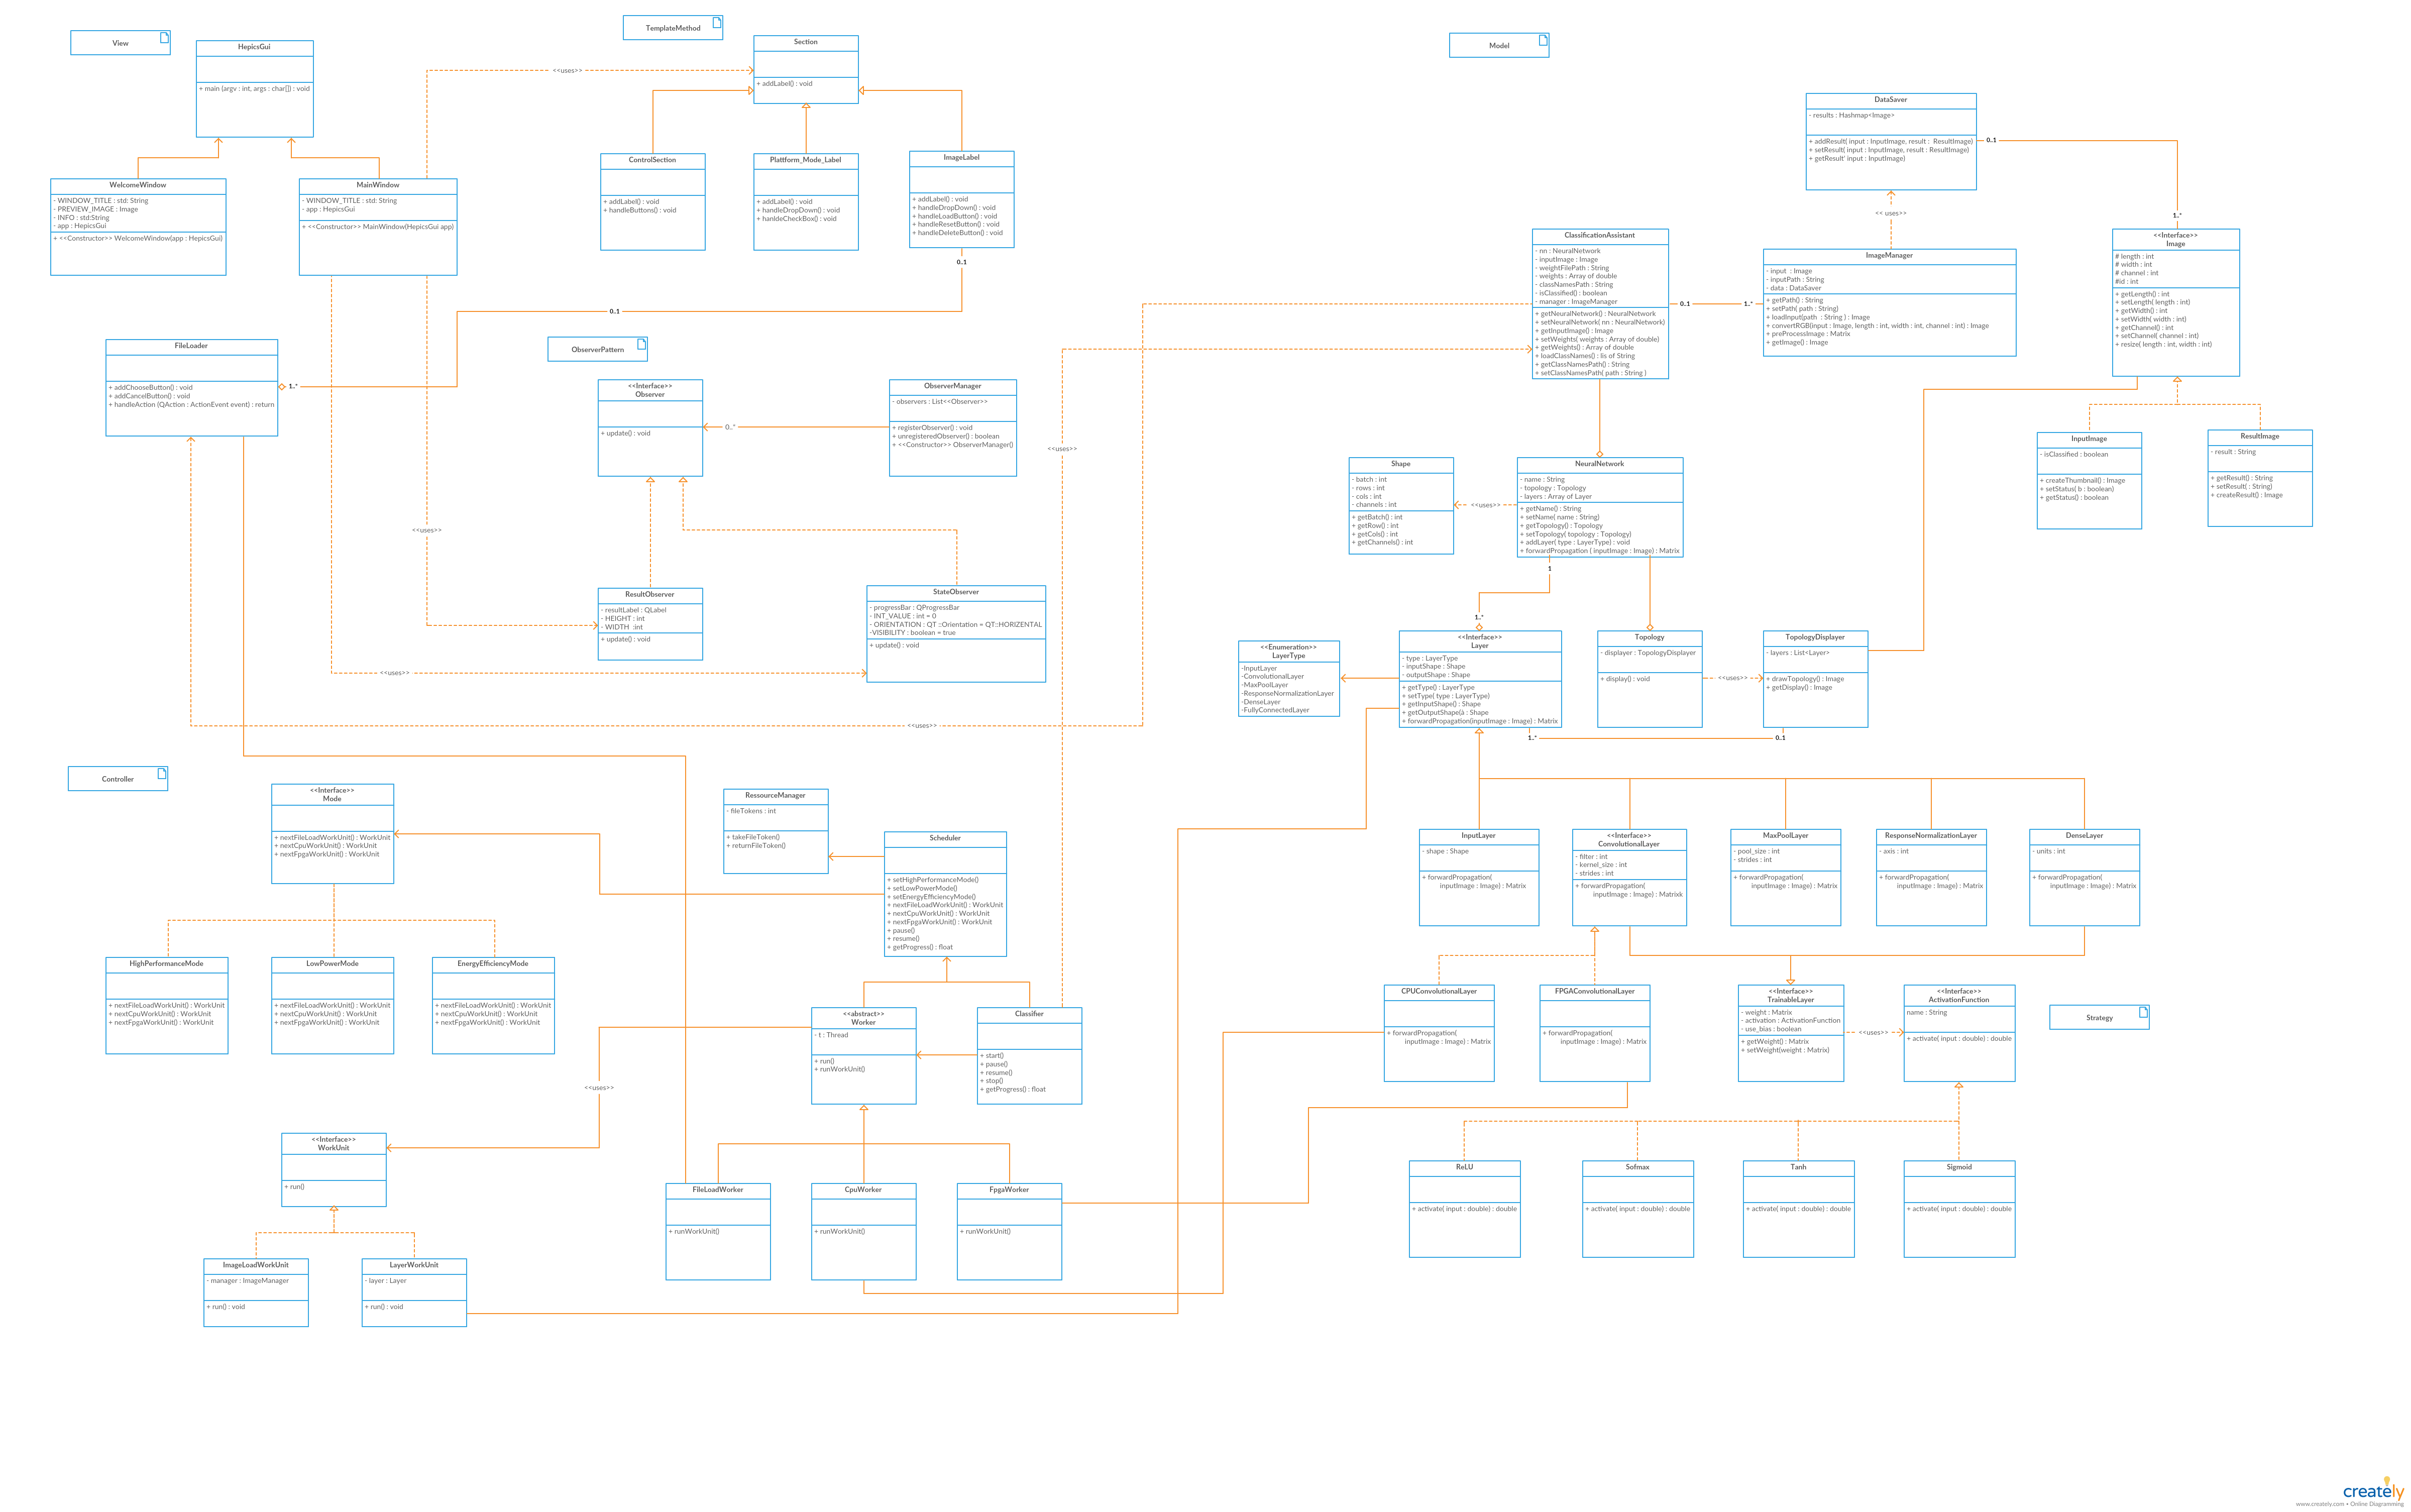 View
HepicsGui
+ main (argv : int, args : char[]) : void
WelcomeWindow
- WINDOW_TITLE : std: String
- PREVIEW_IMAGE : Image
- INFO : std:String
- app : HepicsGui
+ <<Constructor>> WelcomeWindow(app : HepicsGui)
MainWindow
- WINDOW_TITLE : std: String
- app : HepicsGui
+ <<Constructor>> MainWindow(HepicsGui app)
TemplateMethod
<<uses>>
Section
+ addLabel() : void
ControlSection
+ addLabel() : void
+ handleButtons() : void
Plattform_Mode_Label
+ addLabel() : void
+ handleDropDown() : void
+ hanldeCheckBox() : void
ImageLabel
+ addLabel() : void
+ handleDropDown() : void
+ handleLoadButton() : void
+ handleResetButton() : void
+ handleDeleteButton() : void
0..1
0..1
FileLoader
+ addChooseButton() : void
+ addCancelButton() : void
+ handleAction (QAction : ActionEvent event) : return
1..*
ObserverPattern
<<Interface>>
Observer
+ update() : void
0..*
ObserverManager
- observers : List<<Observer>>
+ registerObserver() : void
+ unregisteredObserver() : boolean
+ <<Constructor>> ObserverManager()
<<uses>>
<<uses>>
ResultObserver
- resultLabel : QLabel
- HEIGHT : int
- WIDTH  :int
+ update() : void
StateObserver
- progressBar : QProgressBar
- INT_VALUE : int = 0
- ORIENTATION : QT ::Orientation = QT::HORIZENTAL
-VISIBILITY : boolean = true
+ update() : void
<<uses>>
<<uses>>
Model
DataSaver
- results : Hashmap<Image>
+ addResult( input : InputImage, result :  ResultImage)
+ setResult( input : InputImage, result : ResultImage)
+ getResult' input : InputImage)
0..1
<< uses>>
1..*
ClassificationAssistant
- nn : NeuralNetwork
- inputImage : Image
- weightFilePath : String
- weights : Array of double
- classNamesPath : String
- isClassified() : boolean
- manager : ImageManager
+ getNeuralNetwork() : NeuralNetwork
+ setNeuralNetwork( nn : NeuralNetwork)
+ getInputImage() : Image
+ setWeights( weights : Array of double)
+ getWeights() : Array of double
+ loadClassNames() : lis of String
+ getClassNamesPath() : String
+ setClassNamesPath( path : String )
0..1
1..*
ImageManager
- input  : Image
- inputPath : String
- data : DataSaver
+ getPath() : String
+ setPath( path : String)
+ loadInput(path  : String ) : Image
+ convertRGB(input : Image, length : int, width : int, channel : int) : Image
+ preProcessImage : Matrix
+ getImage() : Image
<<Interface>>
Image
# length : int
# width : int
# channel : int
#id : int
+ getLength() : int
+ setLength( length : int)
+ getWidth() : int
+ setWidth( width : int)
+ getChannel() : int
+ setChannel( channel : int)
+ resize( length : int, width : int)
InputImage
- isClassified : boolean
+ createThumbnail() : Image
+ setStatus( b : boolean)
+ getStatus() : boolean
ResultImage
- result : String
+ getResult() : String
+ setResult( : String)
+ createResult() : Image
Shape
- batch : int
- rows : int
- cols : int
- channels : int
+ getBatch() : int
+ getRow() : int
+ getCols() : int
+ getChannels() : int
<<uses>>
NeuralNetwork
- name : String
- topology : Topology
- layers : Array of Layer
+ getName() : String
+ setName( name : String)
+ getTopology() : Topology
+ setTopology( topology : Topology)
+ addLayer( type : LayerType) : void
+ forwardPropagation ( inputImage : Image) : Matrix
1
1..*
<<Enumeration>>
LayerType
-InputLayer
-ConvolutionalLayer
-MaxPoolLayer
-ResponseNormalizationLayer
-DenseLayer
-FullyConnectedLayer
<<Interface>>
Layer
- type : LayerType
- inputShape : Shape
- outputShape : Shape
+ getType() : LayerType
+ setType( type : LayerType)
+ getInputShape() : Shape
+ getOutputShape(à : Shape
+ forwardPropagation(inputImage : Image) : Matrix
Topology
- displayer : TopologyDisplayer
+ display() : void
<<uses>>
TopologyDisplayer
- layers : List<Layer>
+ drawTopology() : Image
+ getDisplay() : Image
1..*
0..1
InputLayer
- shape : Shape
+ forwardPropagation(
inputImage : Image) : Matrix
<<Interface>>
ConvolutionalLayer
- filter : int
- kernel_size : int
- strides : int
+ forwardPropagation(
inputImage : Image) : Matrixk
MaxPoolLayer
- pool_size : int
- strides : int
+ forwardPropagation(
inputImage : Image) : Matrix
ResponseNormalizationLayer
- axis : int
+ forwardPropagation(
inputImage : Image) : Matrix
DenseLayer
- units : int
+ forwardPropagation(
inputImage : Image) : Matrix
CPUConvolutionalLayer
+ forwardPropagation(
inputImage : Image) : Matrix
FPGAConvolutionalLayer
+ forwardPropagation(
inputImage : Image) : Matrix
<<Interface>>
TrainableLayer
- weight : Matrix
- activation : ActivationFunction
- use_bias : boolean
+ getWeight() : Matrix
+ setWeight(weight : Matrix)
<<uses>>
<<Interface>>
ActivationFunction
name : String
+ activate( input : double) : double
Strategy
ReLU
+ activate( input : double) : double
Sofmax
+ activate( input : double) : double
Tanh
+ activate( input : double) : double
Sigmoid
+ activate( input : double) : double
Controller
<<Interface>>
Mode
+ nextFileLoadWorkUnit() : WorkUnit
+ nextCpuWorkUnit() : WorkUnit
+ nextFpgaWorkUnit() : WorkUnit
HighPerformanceMode
+ nextFileLoadWorkUnit() : WorkUnit
+ nextCpuWorkUnit() : WorkUnit
+ nextFpgaWorkUnit() : WorkUnit
LowPowerMode
+ nextFileLoadWorkUnit() : WorkUnit
+ nextCpuWorkUnit() : WorkUnit
+ nextFpgaWorkUnit() : WorkUnit
EnergyEfficiencyMode
+ nextFileLoadWorkUnit() : WorkUnit
+ nextCpuWorkUnit() : WorkUnit
+ nextFpgaWorkUnit() : WorkUnit
RessourceManager
- fileTokens : int
+ takeFileToken()
+ returnFileToken()
Scheduler
+ setHighPerformanceMode()
+ setLowPowerMode()
+ setEnergyEfficiencyMode()
+ nextFileLoadWorkUnit() : WorkUnit
+ nextCpuWorkUnit() : WorkUnit
+ nextFpgaWorkUnit() : WorkUnit
+ pause()
+ resume()
+ getProgress() : float
<<abstract>>
Worker
- t : Thread
+ run()
+ runWorkUnit()
Classifier
+ start()
+ pause()
+ resume()
+ stop()
+ getProgress() : float
<<uses>>
<<Interface>>
WorkUnit
+ run()
ImageLoadWorkUnit
- manager : ImageManager
+ run() : void
LayerWorkUnit
- layer : Layer
+ run() : void
FileLoadWorker
+ runWorkUnit()
CpuWorker
+ runWorkUnit()
FpgaWorker
+ runWorkUnit()
creately
www.creately.com • Online Diagramming